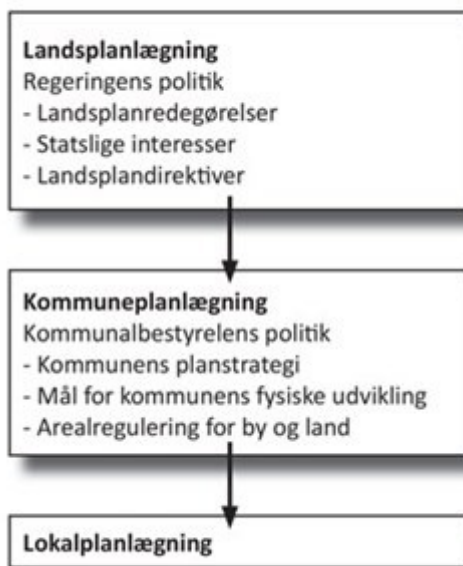 Landsplanlægning
Regeringens politik
- Landsplanredegørelser
- Statslige interesser
- Landsplandirektiver
Kommuneplanlægning
Kommunalbestyrelens politik
- Kommunens planstrategi
- Mål for kommunens fysiske udvikling
- Arealregulering for by og land
Lokalplanlægning